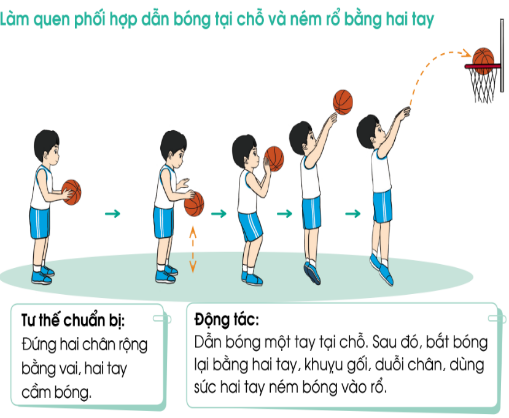 Làm quen phối hợp dẫn bóng tại chỗ và ném rổ bằng hai tay
Tư thế chuẩn bị:
Đứng hai chân rộng
bằng vai, hai tay
cầm bóng.
Động tác:
Dẫn bóng một tay tại chỗ. Sau đó, bắt bóng
lại bằng hai tay, khuỵu gối, duỗi chân, dùng
sức hai tay ném bóng vào rổ.